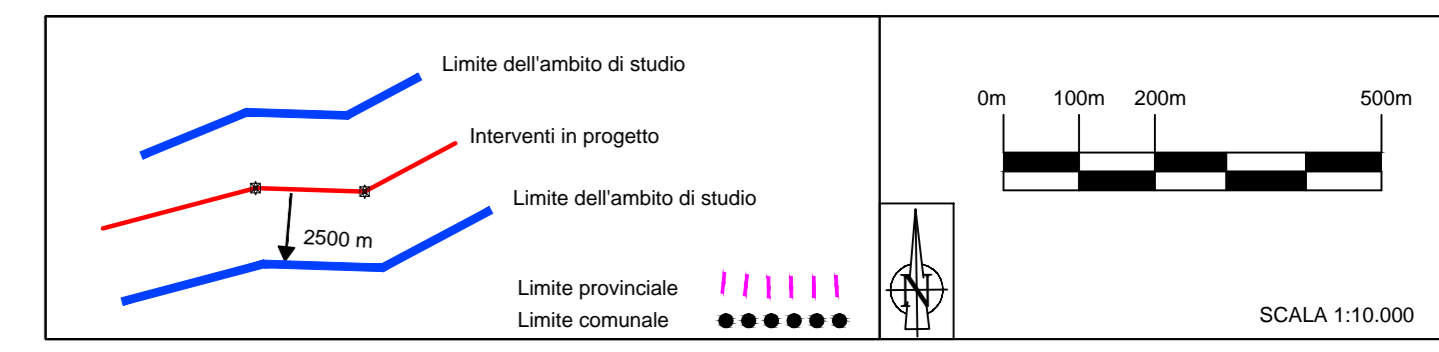 Limite dell'ambito di studio
Interventi in progetto
Limite dell'ambito di studio
2500 m
Limite provinciale
Limite comunale
0m 100m 200m 500m
N
SCALA 1:10.000